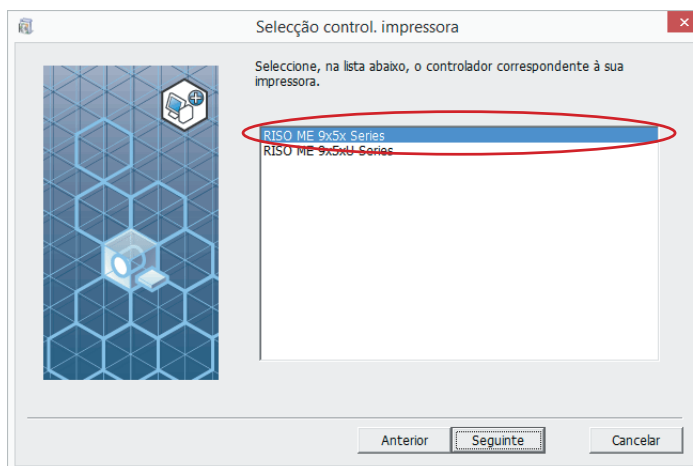 Selecção control. impressora
Seleccione, na lista abaixo, o controlador correspondente à sua
impressora.
RISO ME 9x5x Series
RISO ME 9x5xU Series
Anterior
Seguinte
Cancelar